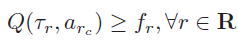 Q(τ_r, a_{r_c}) ≥ f_r, ∀r ∈ R